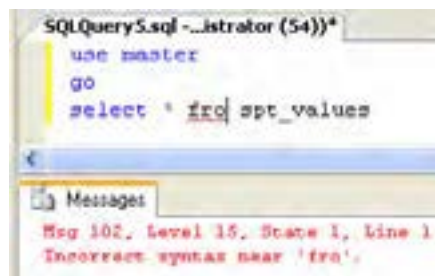 SQLQuery5.sql -...istrator (54))*
use master
go
select * fro spt_values
Messages
Msg 102, Level 15, State 1, Line 1
Incorrect syntax near 'fro'.